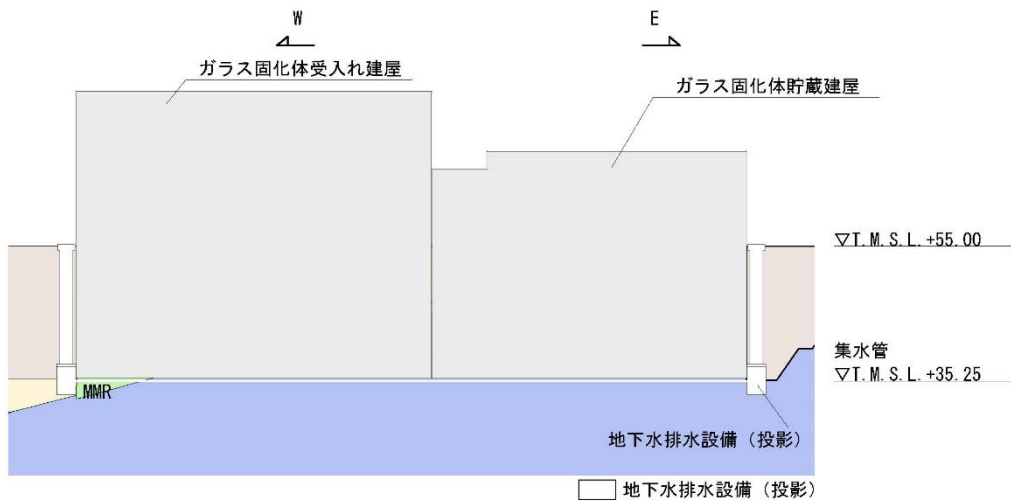 W
E
ガラス固化体受入れ建屋
ガラス固化体貯蔵建屋
▽T.M.S.L.+55.00
集水管
▽T.M.S.L.+35.25
MMR
地下水排水設備（投影）
地下水排水設備（投影）